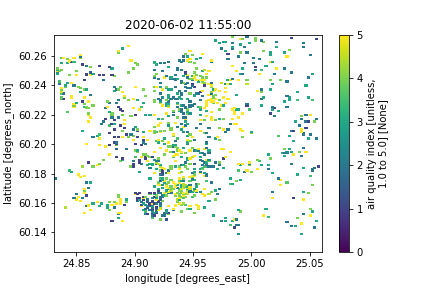 2020-06-02 11:55:00
60.26
60.24
60.22
60.20
60.18
60.16
60.14
latitude [degrees_north]
24.85 24.90 24.95 25.00 25.05
longitude [degrees_east]
5
4
3
2
1
0
air quality index [unitless,
1.0 to 5.0] [None]